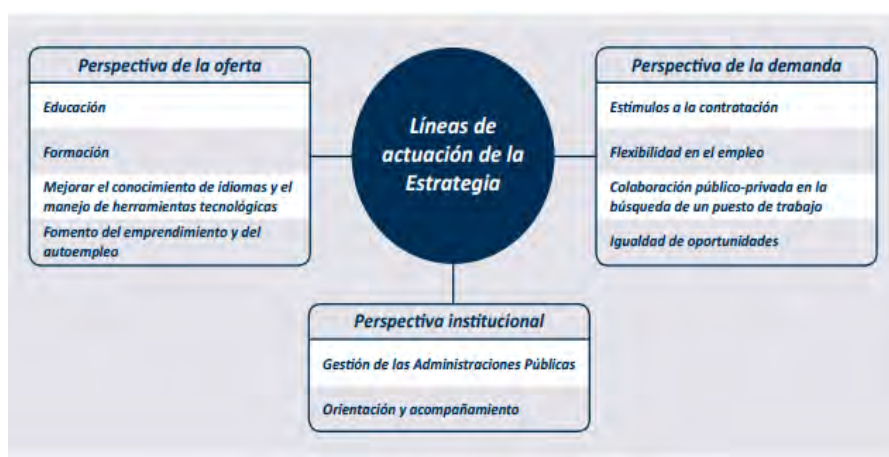 Perspectiva de la oferta
Educación
Formación
Mejorar el conocimiento de idiomas y el
manejo de herramientas tecnológicas
Fomento del emprendimiento y del
autoempleo
Líneas de
actuación de la
Estrategia
Perspectiva de la demanda
Estímulos a la contratación
Flexibilidad en el empleo
Colaboración público-privada en la
búsqueda de un puesto de trabajo
Igualdad de oportunidades
Perspectiva institucional
Gestión de las Administraciones Públicas
Orientación y acompañamiento